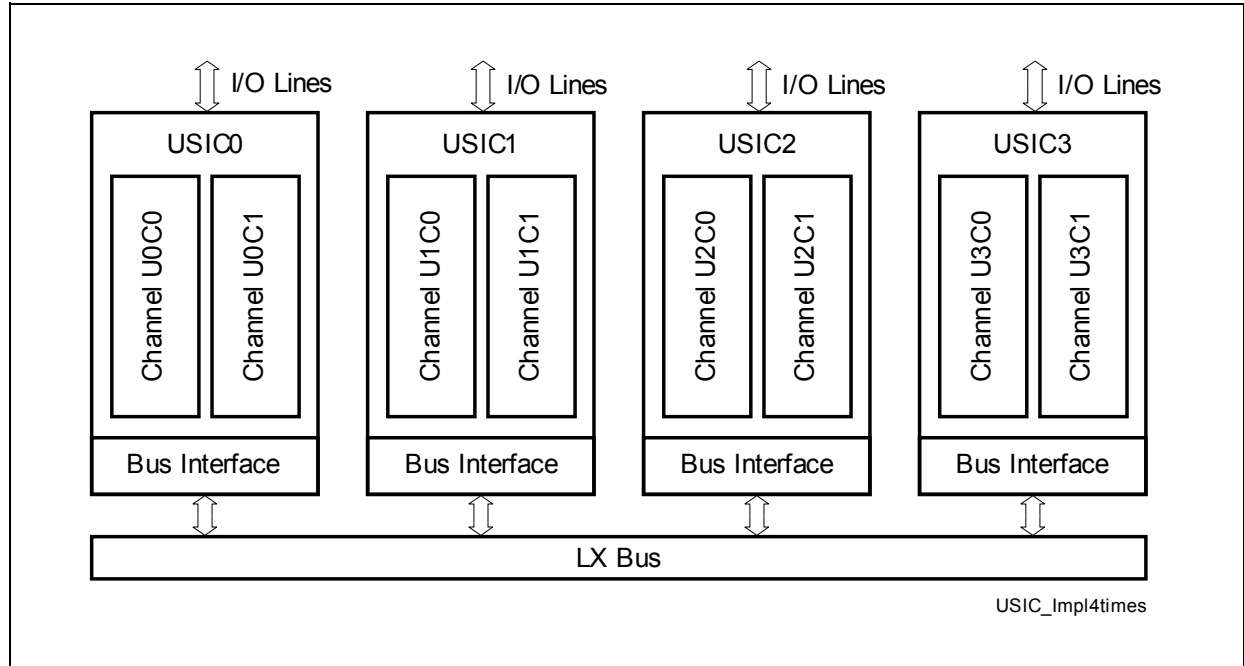 I/O Lines
I/O Lines
I/O Lines
I/O Lines
USIC0
USIC1
USIC2
USIC3
Channel U0C0
Channel U0C1
Channel U1C0
Channel U1C1
Channel U2C0
Channel U2C1
Channel U3C0
Channel U3C1
Bus Interface
Bus Interface
Bus Interface
Bus Interface
LX Bus
USIC_Impl4times